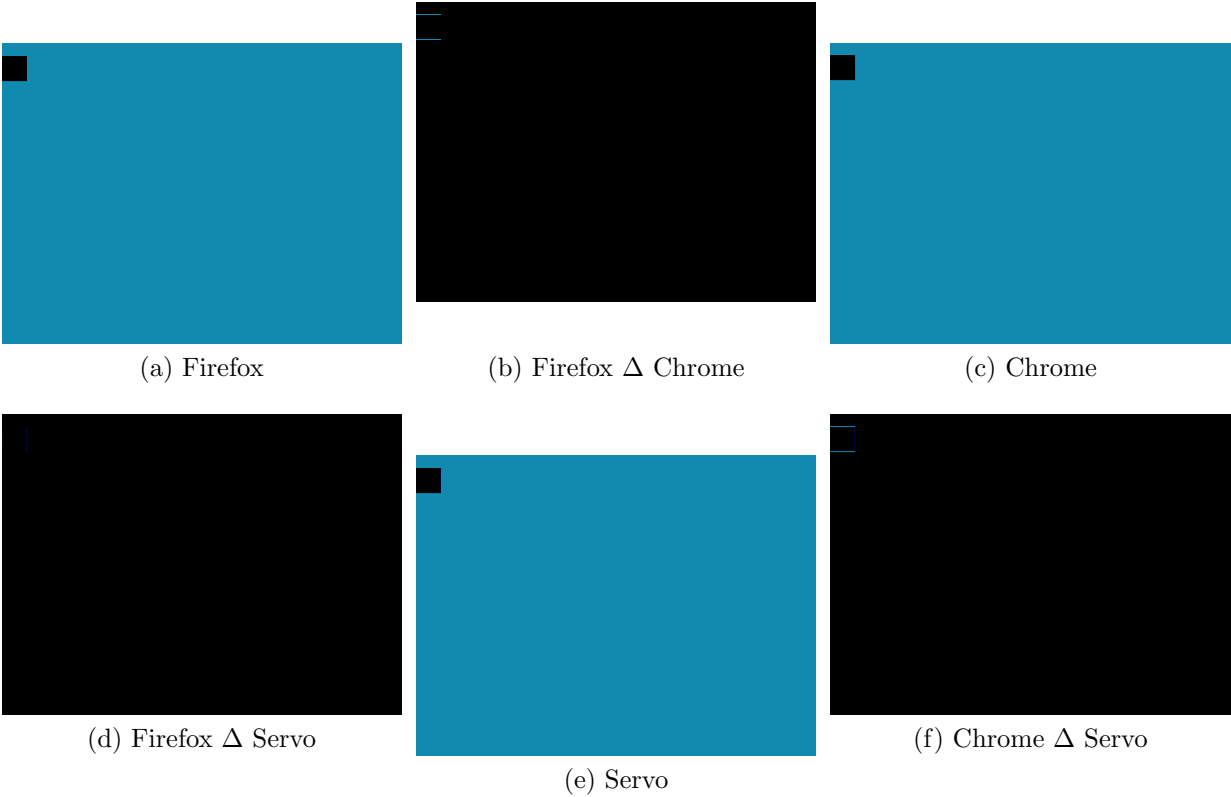 (a) Firefox
(b) Firefox Δ Chrome
(c) Chrome
(d) Firefox Δ Servo
(e) Servo
(f) Chrome Δ Servo